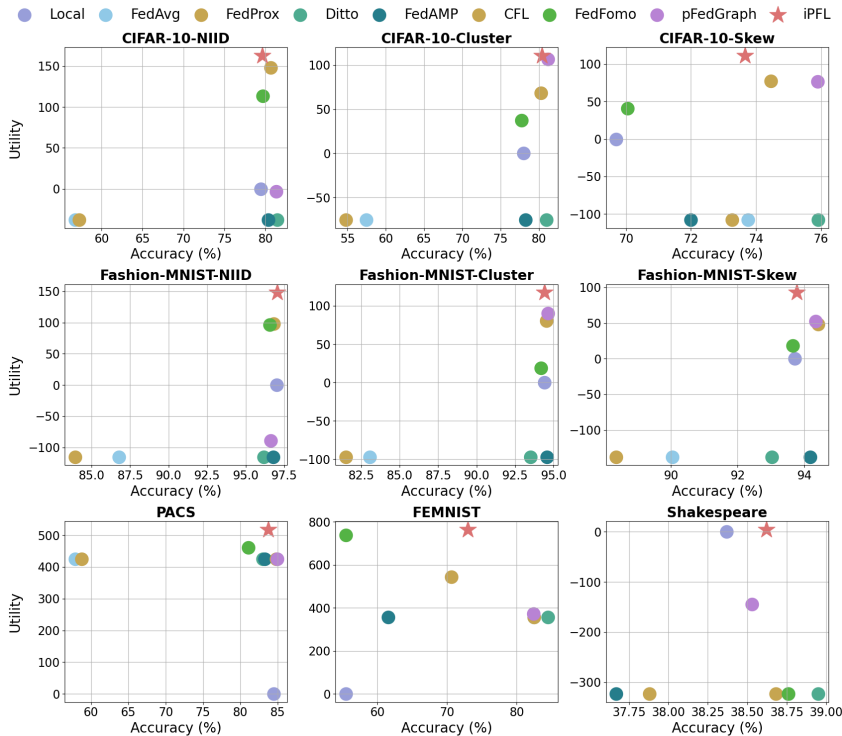 Local FedAvg FedProx Ditto FedAMP CFL FedFomo pFedGraph iPFL
CIFAR-10-NIID CIFAR-10-Cluster CIFAR-10-Skew
Utility
150
100
50
0
60 65 70 75 80
Accuracy (%)
100
50
0
−50
55 60 65 70 75 80
Accuracy (%)
100
50
0
−50
−100
70 72 74 76
Accuracy (%)
Fashion-MNIST-NIID Fashion-MNIST-Cluster Fashion-MNIST-Skew
Utility
150
100
50
0
−50
−100
85.0 87.5 90.0 92.5 95.0 97.5
Accuracy (%)
100
50
0
−50
−100
82.5 85.0 87.5 90.0 92.5 95.0
Accuracy (%)
100
50
0
−50
−100
90 92 94
Accuracy (%)
PACS FEMNIST Shakespeare
Utility
500
400
300
200
100
0
60 65 70 75 80 85
Accuracy (%)
800
600
400
200
0
60 70 80
Accuracy (%)
0
−100
−200
−300
37.75 38.00 38.25 38.50 38.75 39.00
Accuracy (%)